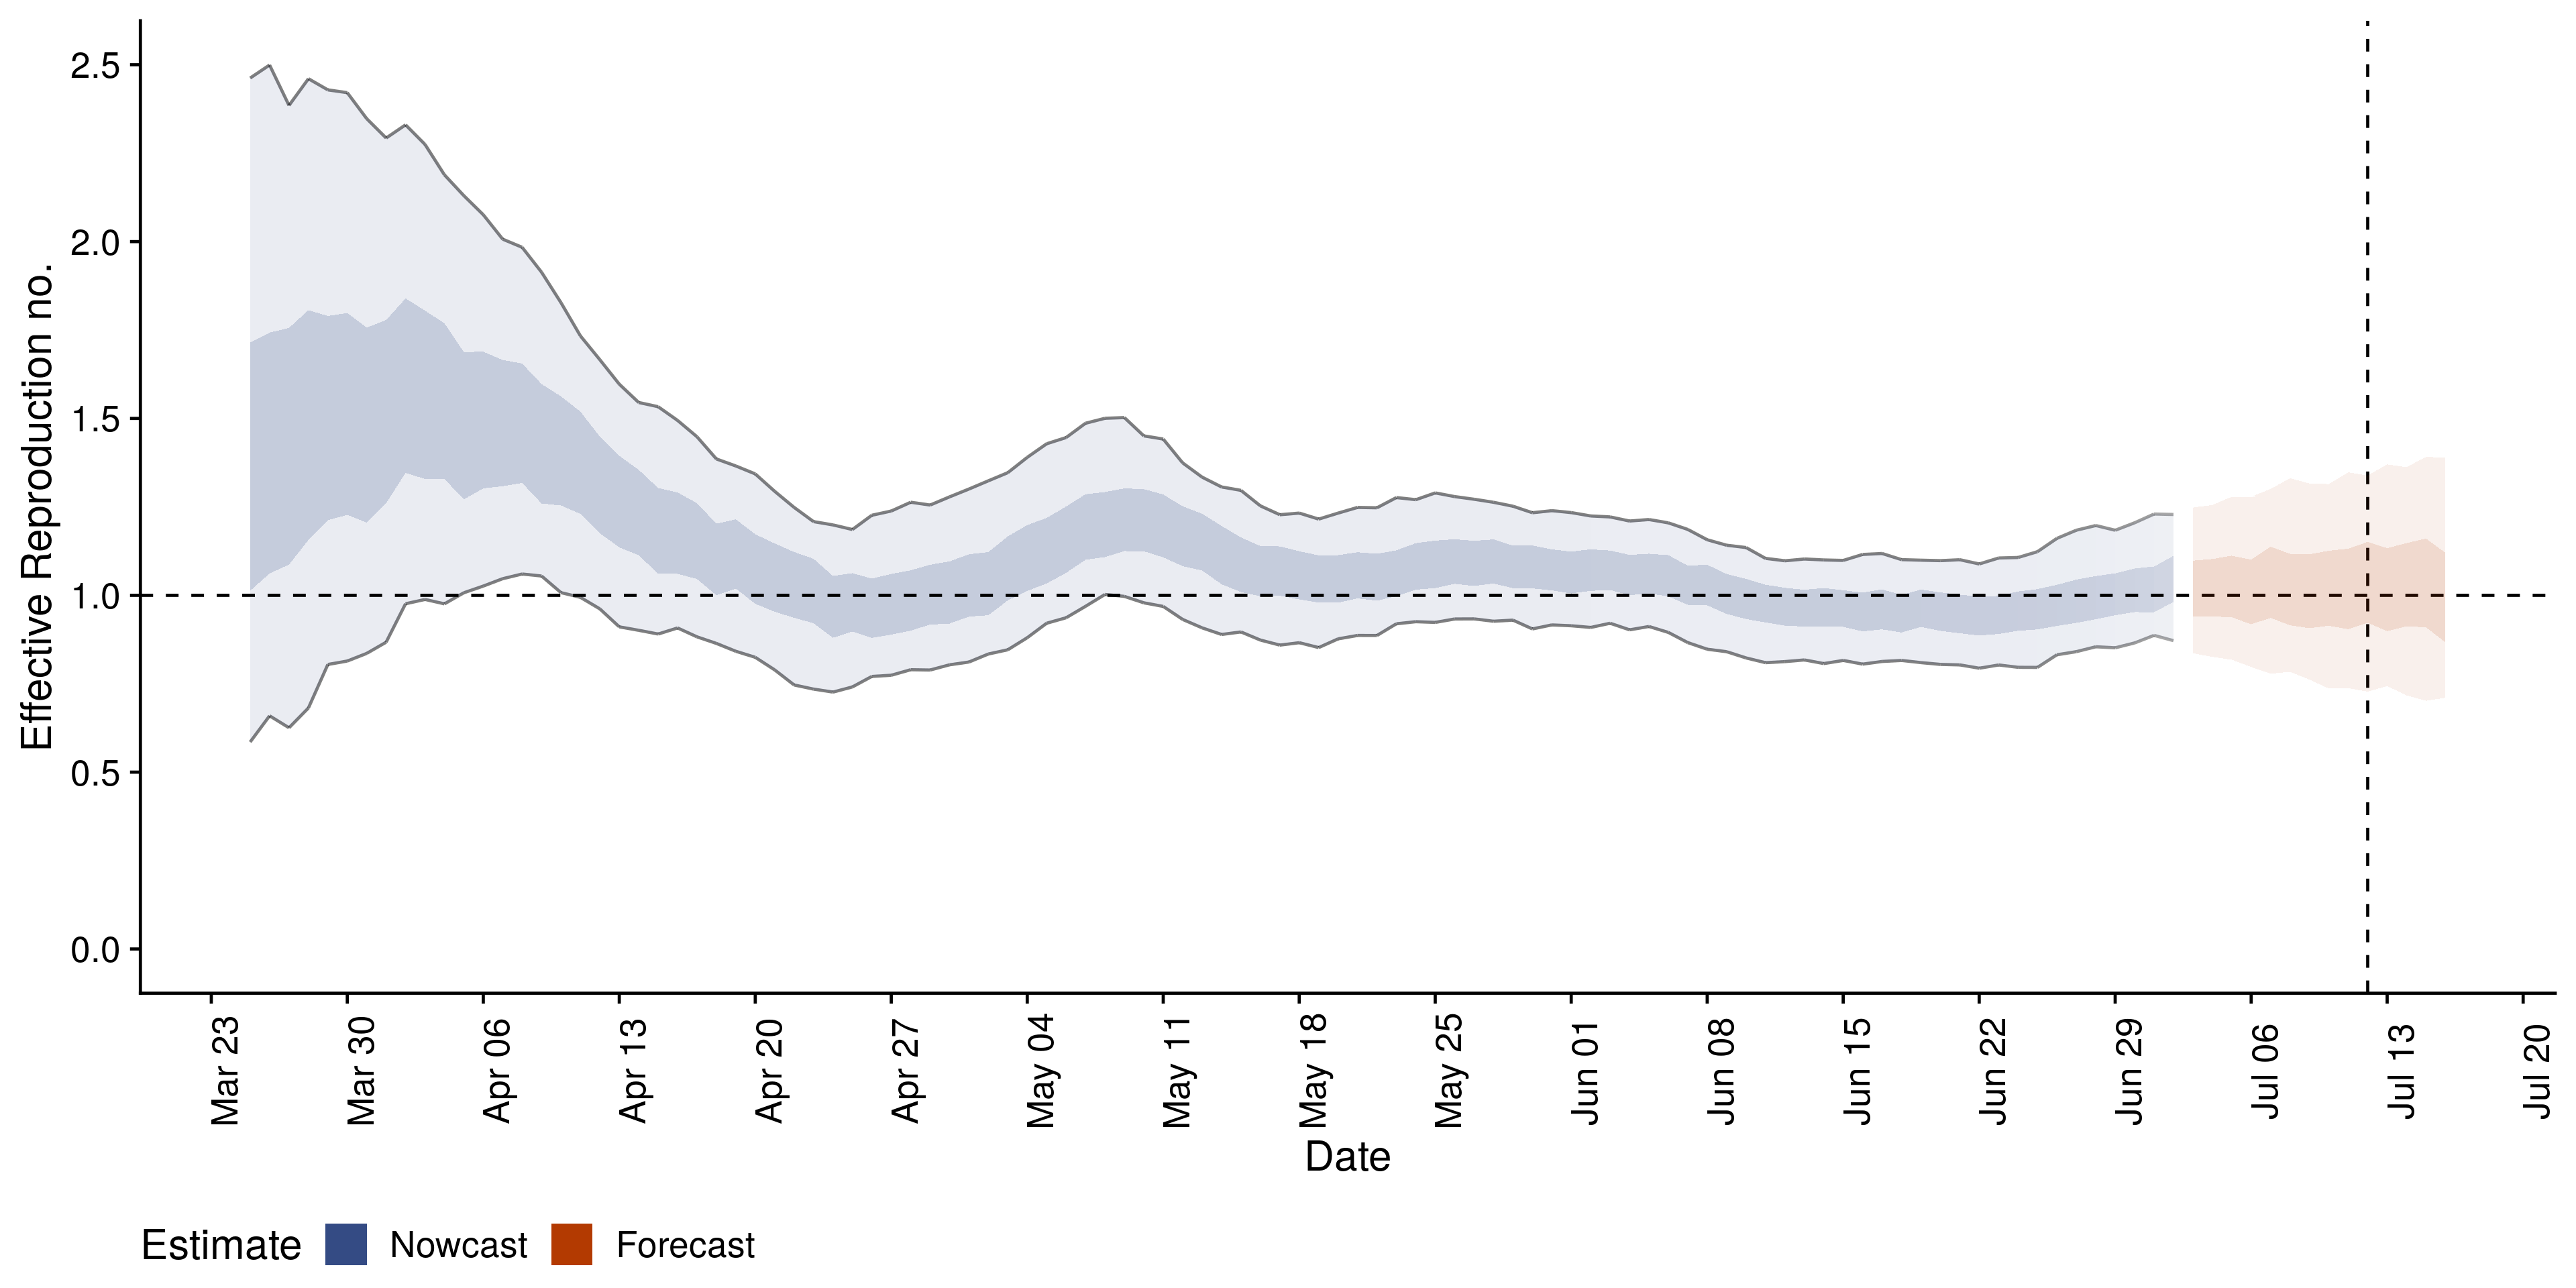 Effective Reproduction no.
2.5
2.0
1.5
1.0
0.5
0.0
Mar 23
Mar 30
Apr 06
Apr 13
Apr 20
Apr 27
May 04
May 11
May 18
May 25
Jun 01
Jun 08
Jun 15
Jun 22
Jun 29
Jul 06
Jul 13
Jul 20
Date
Estimate Nowcast Forecast